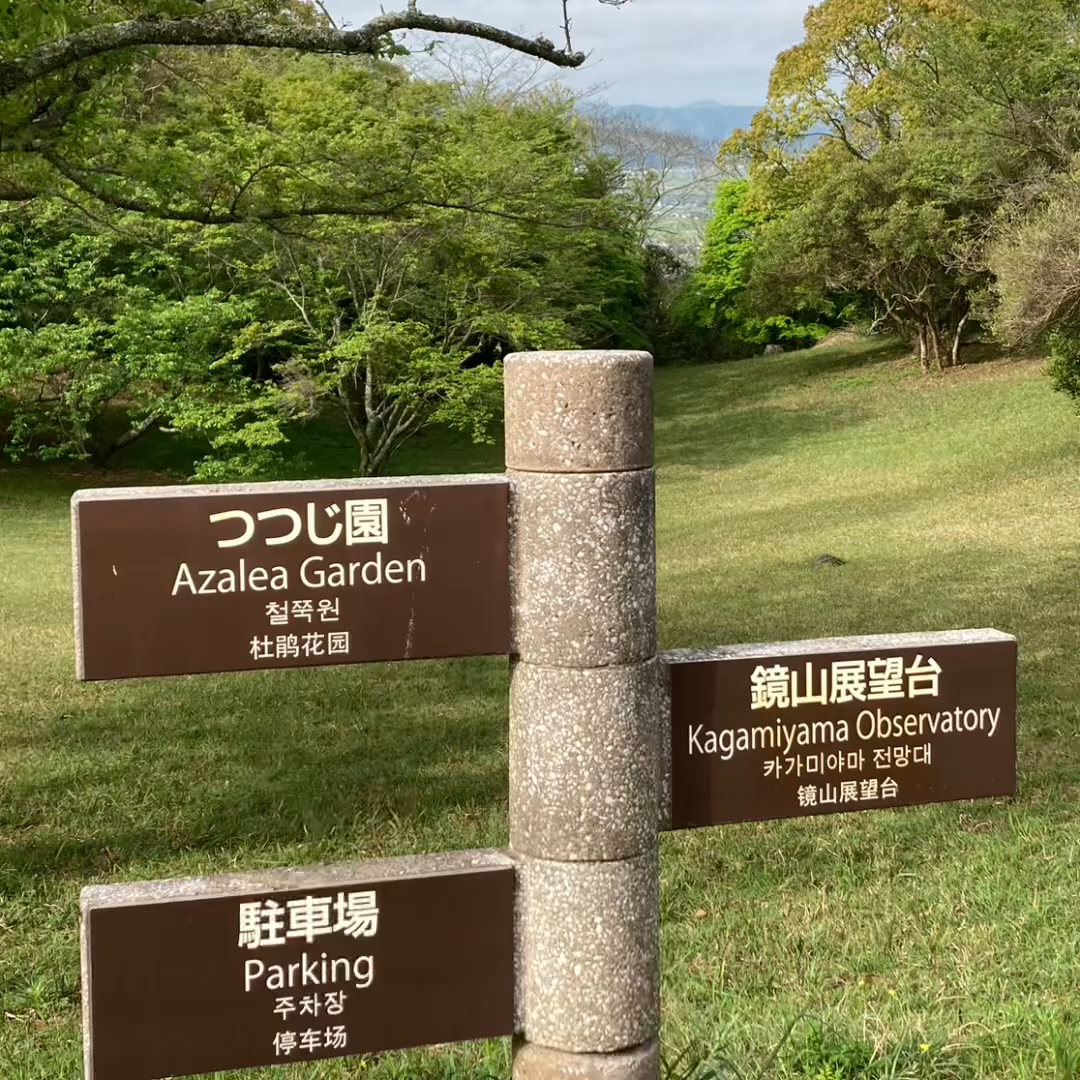 つつじ園
Azalea Garden
철쭉원
杜鹃花园
鏡山展望台
Kagamiyama Observatory
카가미야마 전망대
镜山展望台
駐車場
Parking
주차장
停车场